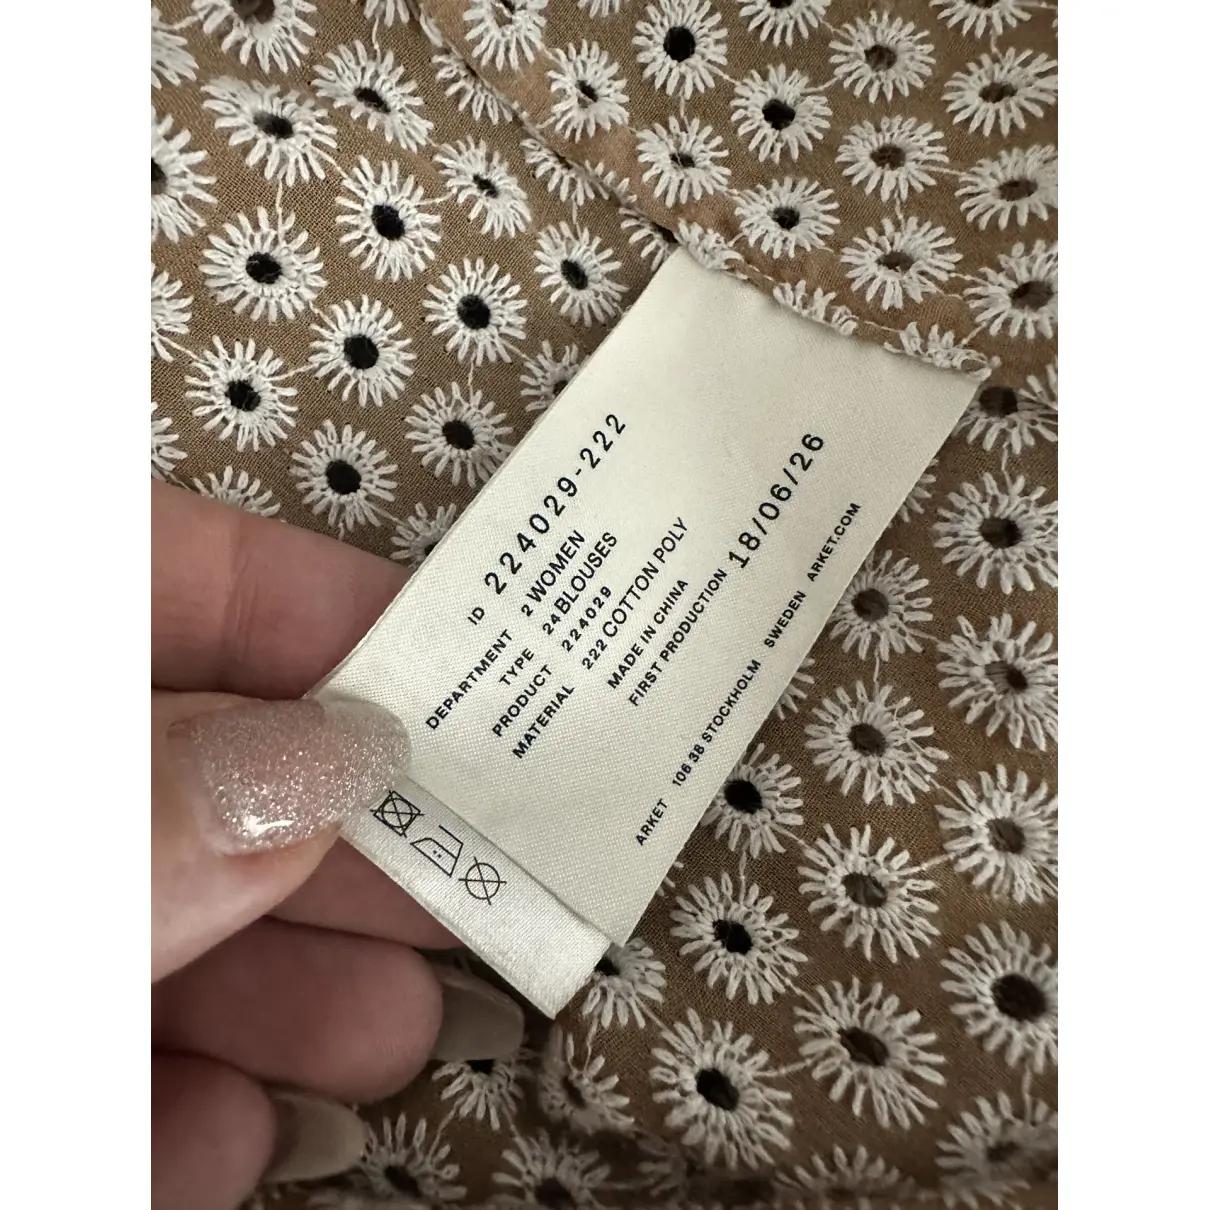 ID 224029-222
DEPARTMENT 2 WOMEN
TYPE 24 BLOUSES
PRODUCT 224029
MATERIAL 222 COTTON POLY
MADE IN CHINA
FIRST PRODUCTION 18/06/26
ARKET 106 38 STOCKHOLM SWEDEN ARKET.COM